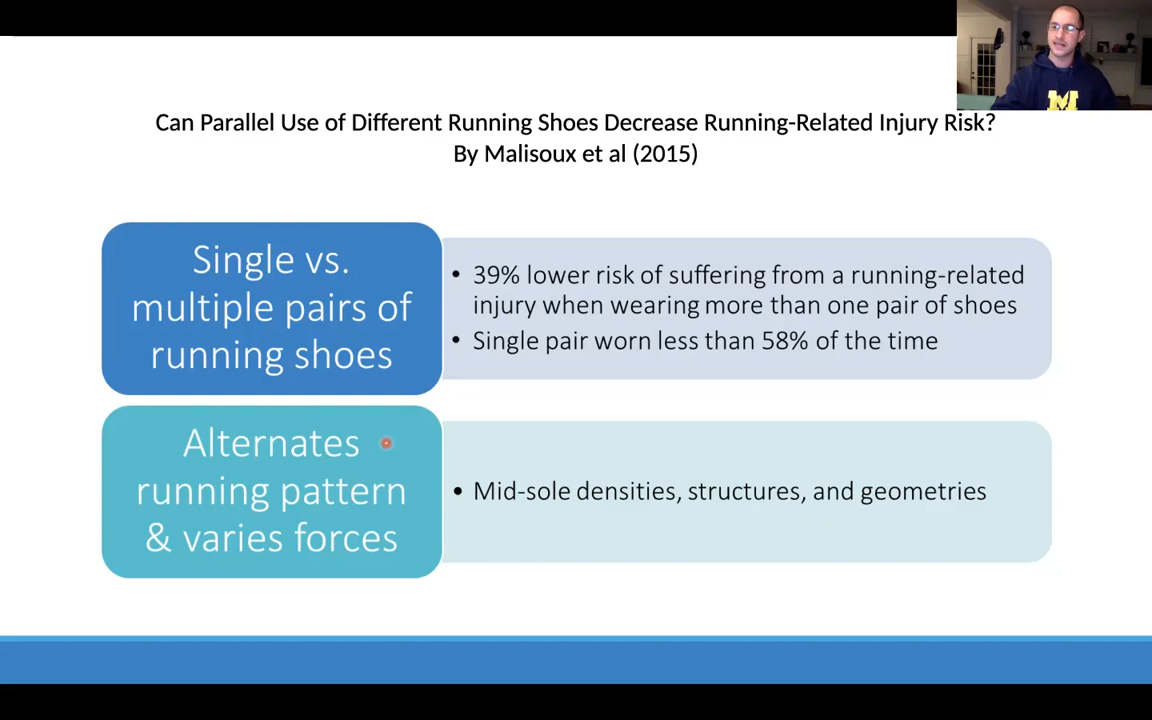 Can Parallel Use of Different Running Shoes Decrease Running-Related Injury Risk?
By Malisoux et al (2015)
Single vs.
multiple pairs of
running shoes
• 39% lower risk of suffering from a running-related
injury when wearing more than one pair of shoes
• Single pair worn less than 58% of the time
Alternates
running pattern
& varies forces
• Mid-sole densities, structures, and geometries
M